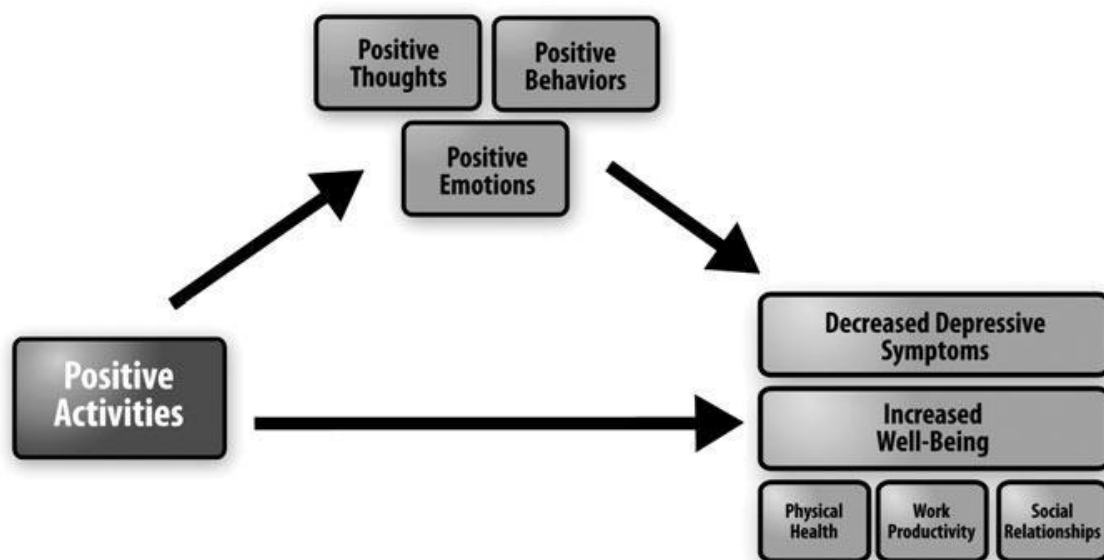 Positive
Thoughts
Positive
Behaviors
Positive
Emotions
Positive
Activities
Decreased Depressive
Symptoms
Increased
Well-Being
Physical
Health
Work
Productivity
Social
Relationships